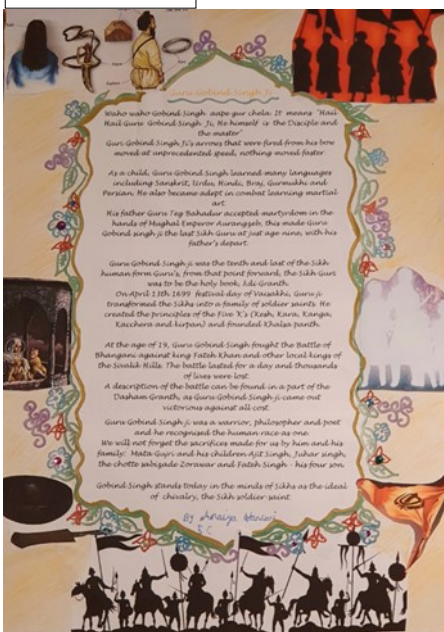 Guru Gobind Singh Ji
Waho waho Gobind Singh aape gur chela. It means "Hail
Hail Guru Gobind Singh Ji, He himself is the Disciple and
the master"
Guri Gobind Singh Ji's arrows that were fired from his bow
moved at unprecedented speed, nothing moved faster.
As a child, Guru Gobind Singh learned many languages
including Sanskrit, Urdu, Hindi, Braj, Gurmukhi and
Persian. He also became adept in combat learning martial
art.
His father Guru Teg Bahadur accepted martyrdom in the
hands of Mughal Emperor Aurangzeb, this made Guru
Gobind singh ji the last Sikh Guru at just age nine, with his
father's depart.
Guru Gobind Singh ji was the tenth and last of the Sikh
human form Guru's, from that point forward, the Sikh Guru
was to be the holy book, Adi Granth.
On April 13th 1699 festival day of Vaisakhi, Guru ji
transformed the Sikhs into a family of soldier saints. He
created the principles of the Five 'K's (Kesh, Kara, Kanga,
Kacchera and kirpan) and founded Khalsa panth.
At the age of 19, Guru Gobind Singh fought the Battle of
Bhangani against king Fateh Khan and other local kings of
the Sivalik Hills. The battle lasted for a day and thousands
of lives were lost.
A description of the battle can be found in a part of the
Dasham Granth, as Guru Gobind Singh ji came out
victorious against all cost.
Guru Gobind Singh ji was a warrior, philosopher and poet
and he recognised the human race as one.
We will not forget the sacrifices made for us by him and his
family: Mata Gujri and his children Ajit Singh, Juhar singh,
the chotte sabijade Zorawar and Fateh Singh - his four son.
Gobind Singh stands today in the minds of Sikhs as the ideal
of chivalry, the Sikh soldier-saint.
By
5C